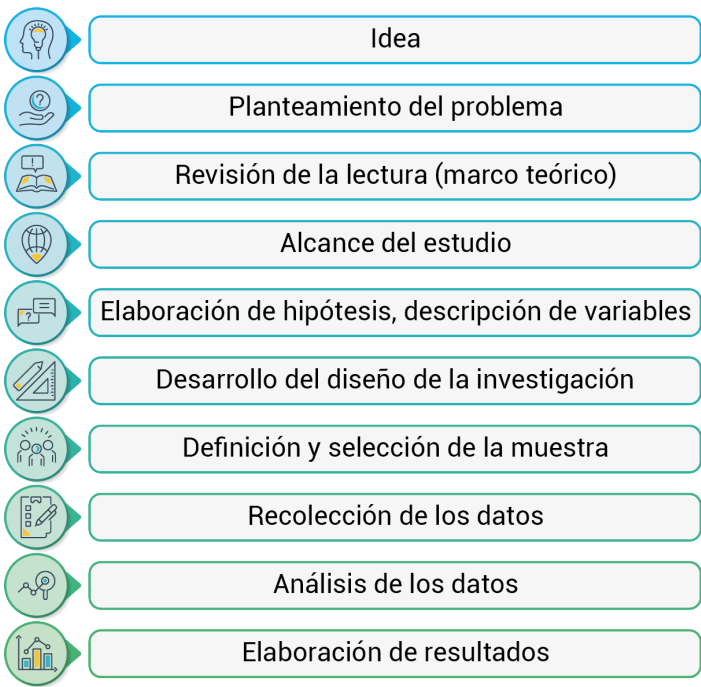 Idea
Planteamiento del problema
Revisión de la lectura (marco teórico)
Alcance del estudio
Elaboración de hipótesis, descripción de variables
Desarrollo del diseño de la investigación
Definición y selección de la muestra
Recolección de los datos
Análisis de los datos
Elaboración de resultados